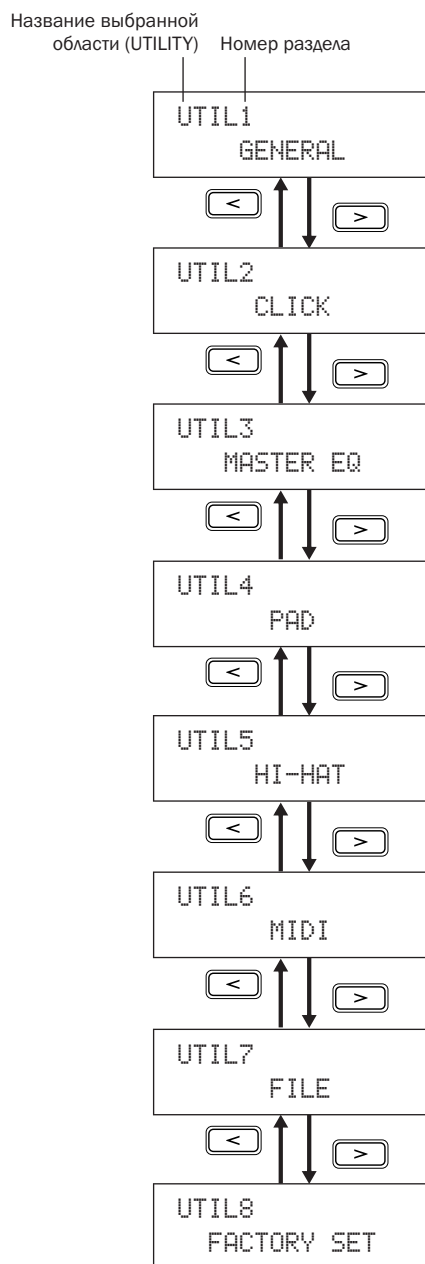 Название выбранной
области (UTILITY) Номер раздела
UTIL1
GENERAL
< >
UTIL2
CLICK
< >
UTIL3
MASTER EQ
< >
UTIL4
PAD
< >
UTIL5
HI-HAT
< >
UTIL6
MIDI
< >
UTIL7
FILE
< >
UTIL8
FACTORY SET